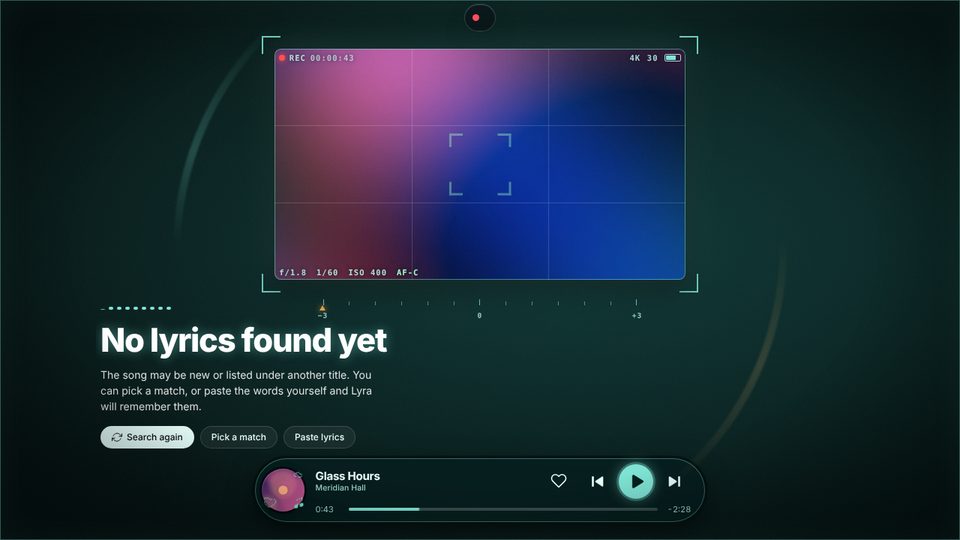 REC 00:00:43
4K 30
f/1.8 1/60 ISO 400 AF-C
-3 0 +3
No lyrics found yet
The song may be new or listed under another title. You
can pick a match, or paste the words yourself and Lyra
will remember them.
Search again Pick a match Paste lyrics
Glass Hours
Meridian Hall
0:43 -2:28